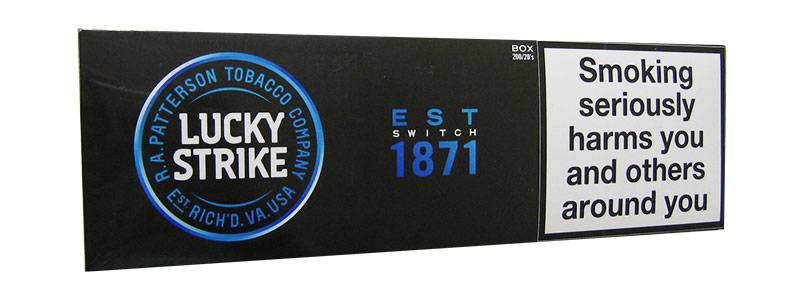 R.A.PATTERSON TOBACCO COMPANY
LUCKY
STRIKE
EST. RICH'D. VA. USA
EST
SWITCH
1871
BOX
200/20's
Smoking
seriously
harms you
and others
around you